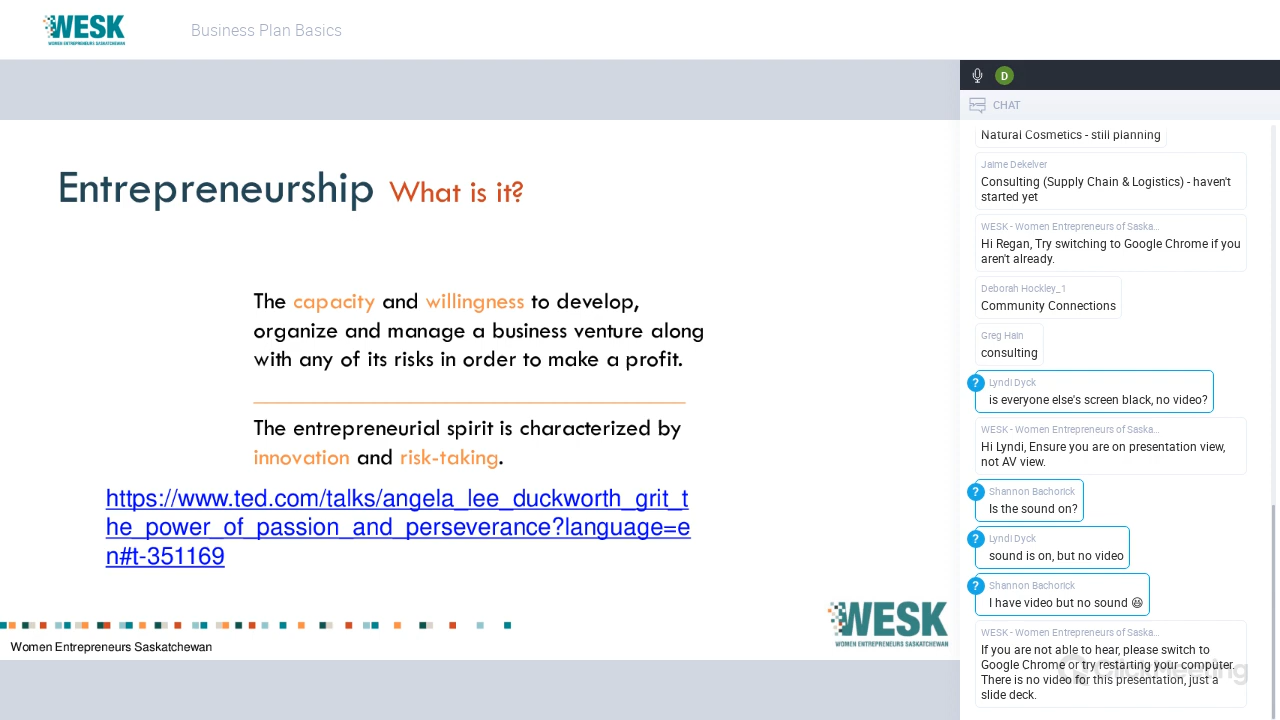 WESK
WOMEN ENTREPRENEURS SASKATCHEWAN
Business Plan Basics
D
CHAT
Entrepreneurship What is it?
The capacity and willingness to develop,
organize and manage a business venture along
with any of its risks in order to make a profit.
The entrepreneurial spirit is characterized by
innovation and risk-taking.
https://www.ted.com/talks/angela_lee_duckworth_grit_t
he_power_of_passion_and_perseverance?language=e
n#t-351169
WESK
WOMEN ENTREPRENEURS SASKATCHEWAN
Women Entrepreneurs Saskatchewan
Natural Cosmetics - still planning
Jaime Dekelver
Consulting (Supply Chain & Logistics) - haven't
started yet
WESK - Women Entrepreneurs of Saska...
Hi Regan, Try switching to Google Chrome if you
aren't already.
Deborah Hockley_1
Community Connections
Greg Hain
consulting
? Lyndi Dyck
is everyone else's screen black, no video?
WESK - Women Entrepreneurs of Saska...
Hi Lyndi, Ensure you are on presentation view,
not AV view.
? Shannon Bachorick
Is the sound on?
? Lyndi Dyck
sound is on, but no video
? Shannon Bachorick
I have video but no sound 😆
WESK - Women Entrepreneurs of Saska...
If you are not able to hear, please switch to
Google Chrome or try restarting your computer.
There is no video for this presentation, just a
slide deck.
ClickMeeting